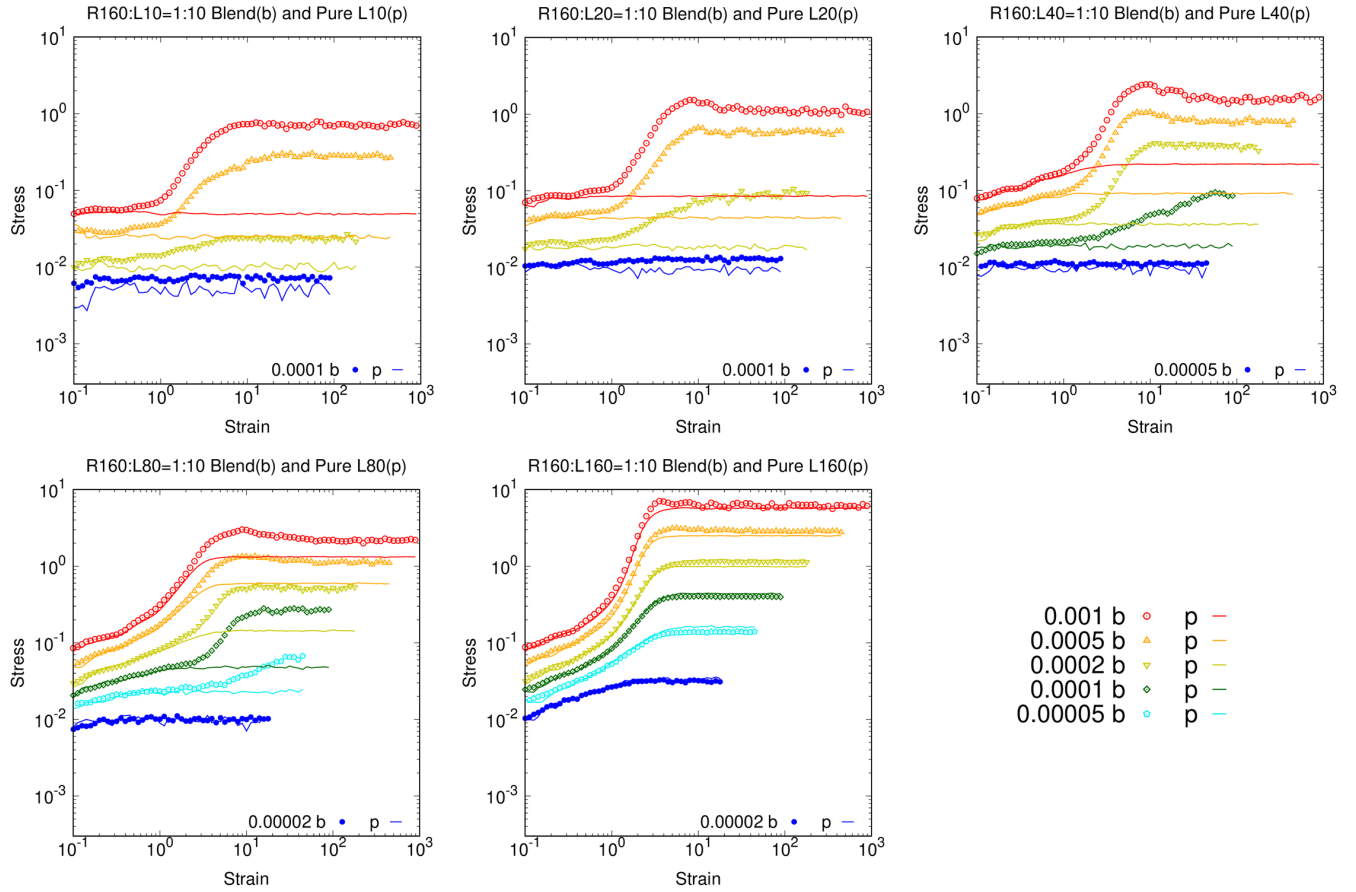 R160:L10=1:10 Blend(b) and Pure L10(p)
Stress
10^1
10^0
10^-1
10^-2
10^-3
0.0001 b p
10^-1 10^0 10^1 10^2 10^3
Strain
R160:L20=1:10 Blend(b) and Pure L20(p)
Stress
10^1
10^0
10^-1
10^-2
10^-3
0.0001 b p
10^-1 10^0 10^1 10^2 10^3
Strain
R160:L40=1:10 Blend(b) and Pure L40(p)
Stress
10^1
10^0
10^-1
10^-2
10^-3
0.00005 b p
10^-1 10^0 10^1 10^2 10^3
Strain
R160:L80=1:10 Blend(b) and Pure L80(p)
Stress
10^1
10^0
10^-1
10^-2
10^-3
0.00002 b p
10^-1 10^0 10^1 10^2 10^3
Strain
R160:L160=1:10 Blend(b) and Pure L160(p)
Stress
10^1
10^0
10^-1
10^-2
10^-3
0.00002 b p
10^-1 10^0 10^1 10^2 10^3
Strain
0.001 b p
0.0005 b p
0.0002 b p
0.0001 b p
0.00005 b p